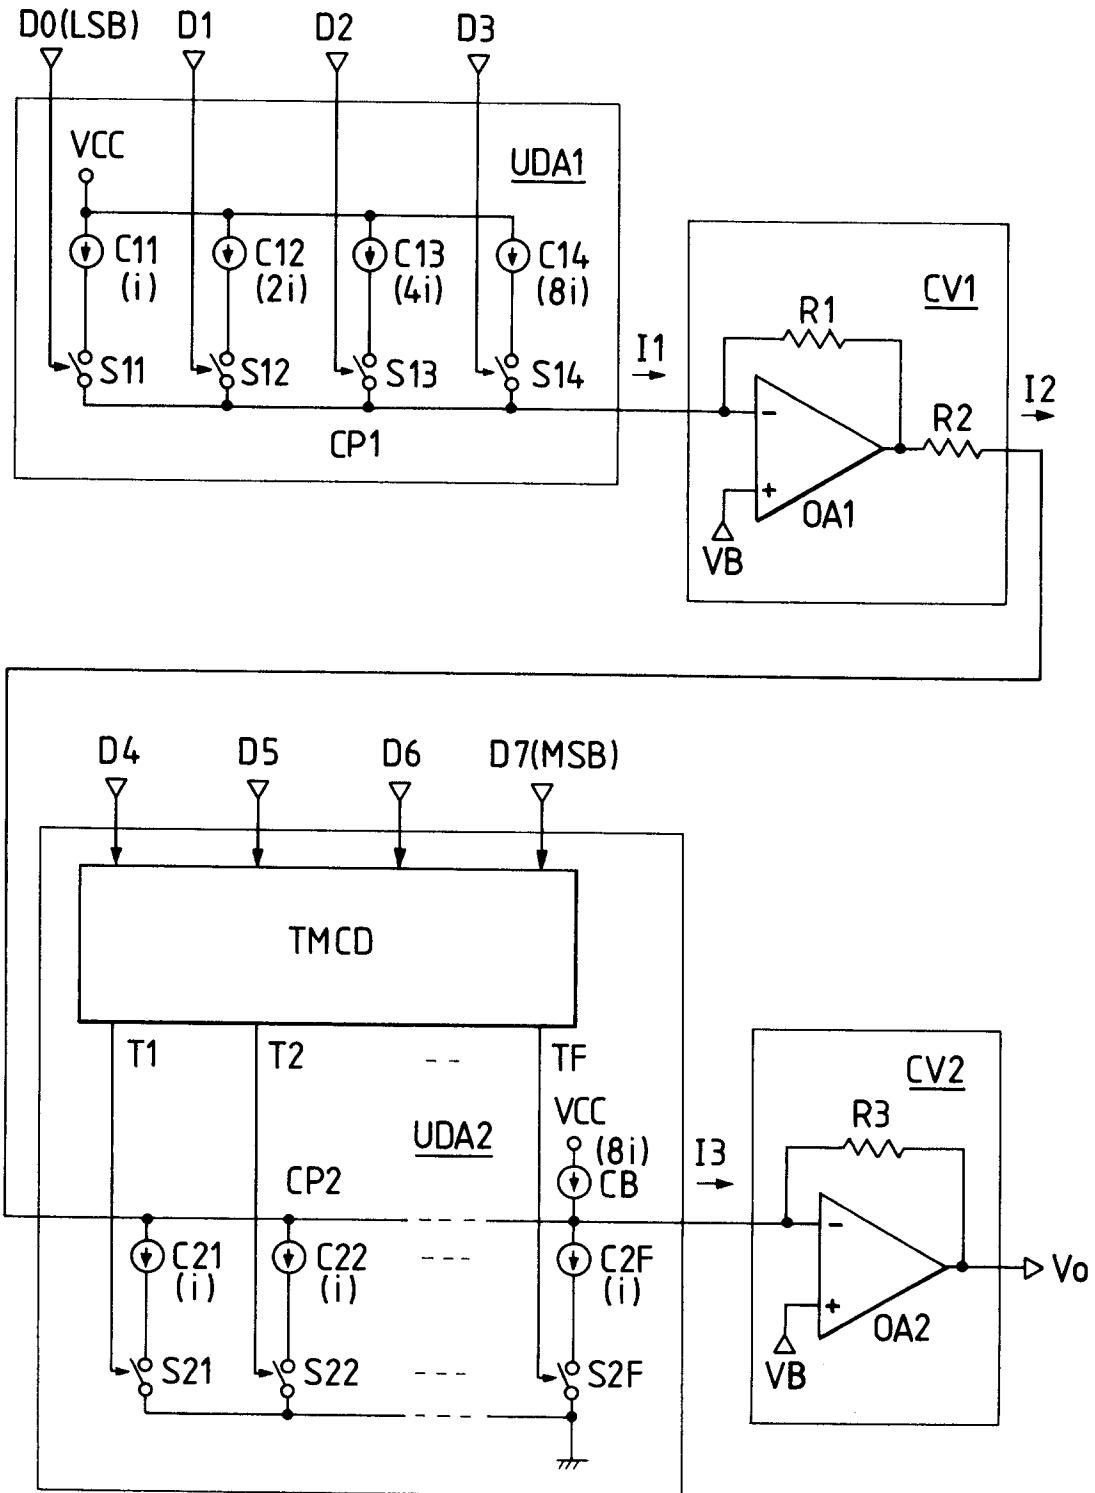 D0(LSB) D1 D2 D3
VCC
UDA1
C11 C12 C13 C14
(i) (2i) (4i) (8i)
S11 S12 S13 S14
CP1
I1
CV1
R1
-
+
OA1
VB
R2
I2
D4 D5 D6 D7(MSB)
TMCD
T1 T2 -- TF
VCC
UDA2
(8i)
CB
CP2
C21 C22 --- C2F
(i) (i) (i)
S21 S22 --- S2F
I3
CV2
R3
-
+
OA2
VB
Vo